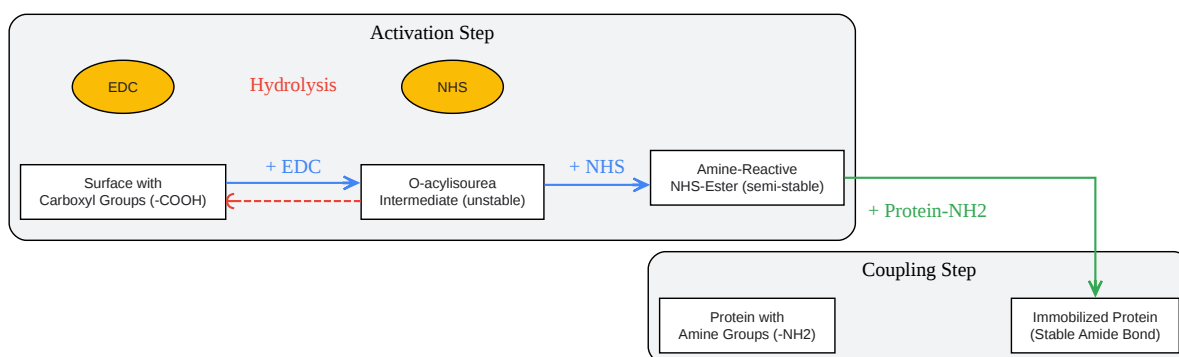 Activation Step
EDC
Hydrolysis
NHS
+ EDC
+ NHS
Surface with
Carboxyl Groups (-COOH)
O-acylisourea
Intermediate (unstable)
Amine-Reactive
NHS-Ester (semi-stable)
+ Protein-NH2
Coupling Step
Protein with
Amine Groups (-NH2)
Immobilized Protein
(Stable Amide Bond)